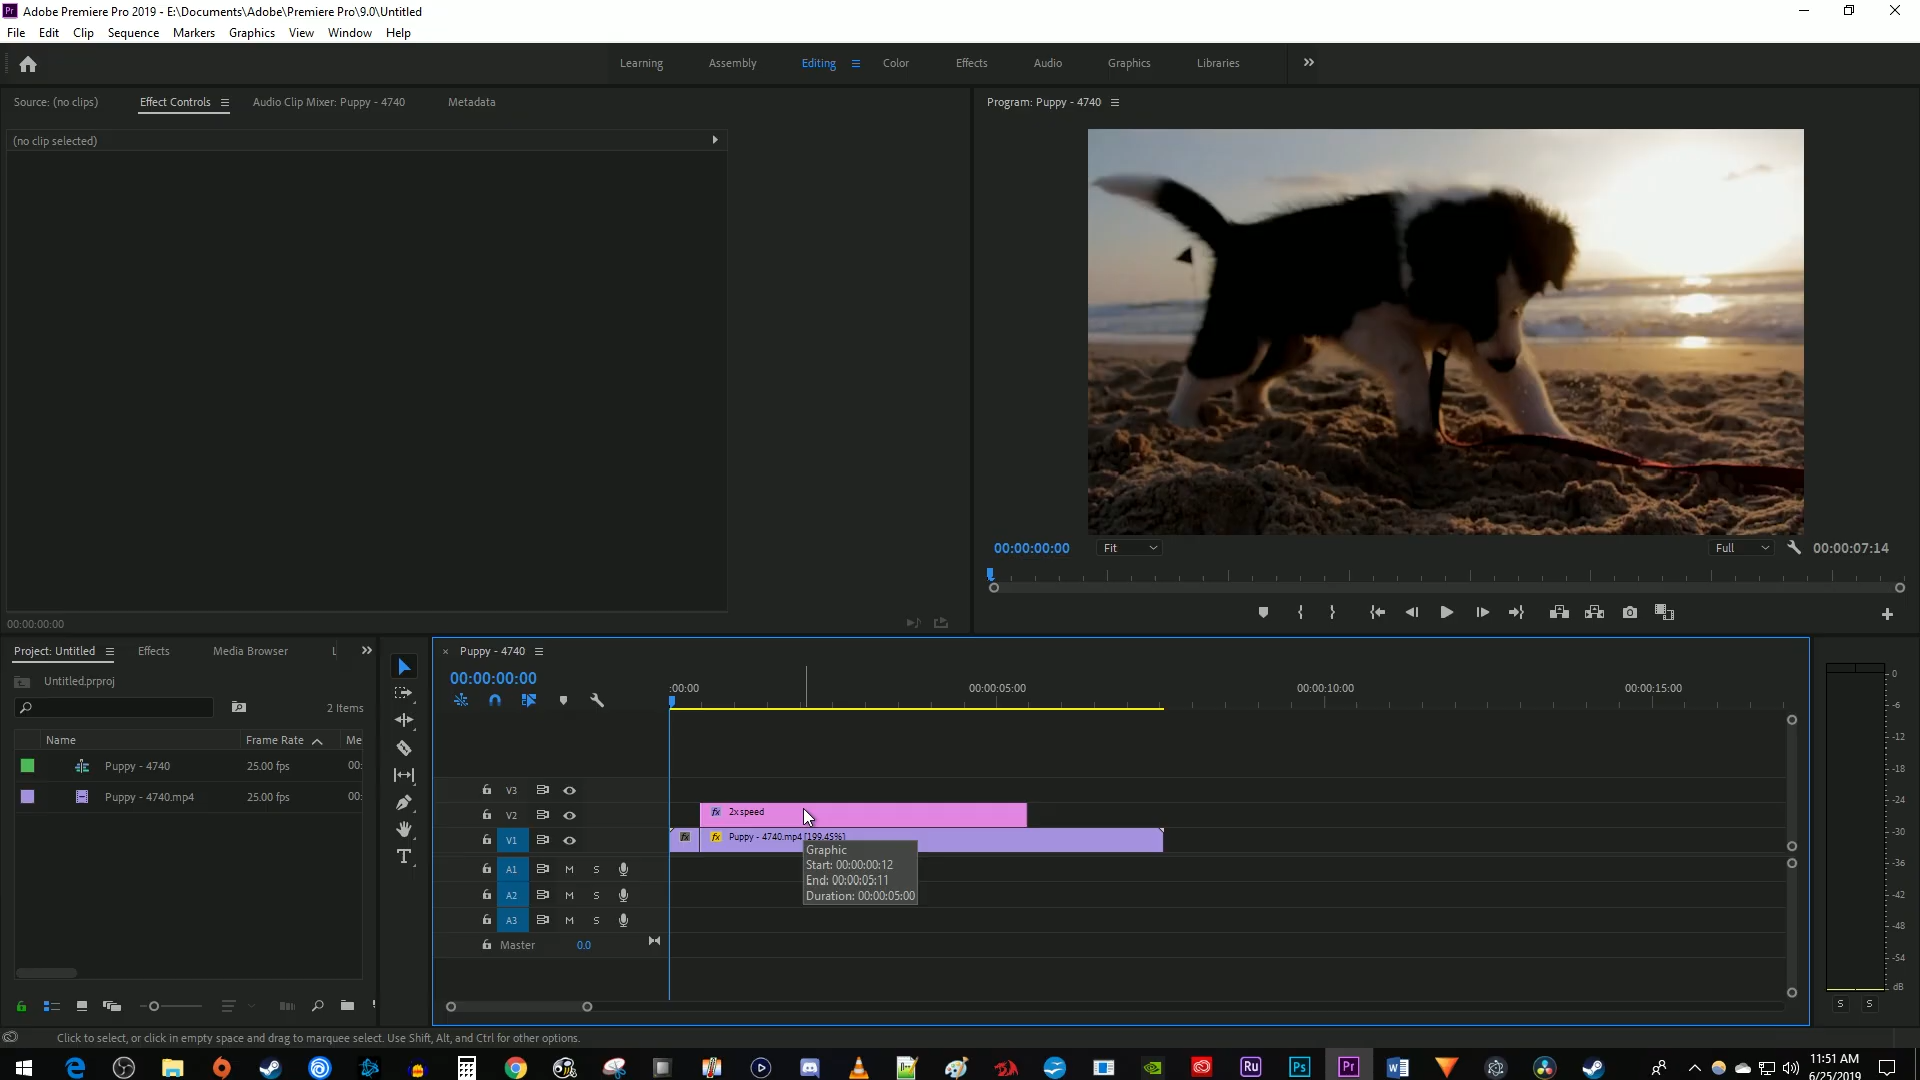 Adobe Premiere Pro 2019 - E:\Documents\Adobe\Premiere Pro\9.0\Untitled
File Edit Clip Sequence Markers Graphics View Window Help
Learning Assembly Editing Color Effects Audio Graphics Libraries
Source: (no clips) Effect Controls Audio Clip Mixer: Puppy - 4740 Metadata
Program: Puppy - 4740
(no clip selected)
00:00:00:00 Fit Full 00:00:07:14
00:00:00:00
Project: Untitled Effects Media Browser
Untitled.prproj
2 Items
Name Frame Rate Me
Puppy - 4740 25.00 fps 00:
Puppy - 4740.mp4 25.00 fps 00:
Puppy - 4740
00:00:00:00
:00:00 00:00:05:00 00:00:10:00 00:00:15:00
V3
V2 fx 2x speed
V1 fx fx Puppy - 4740.mp4 [199.45%]
Graphic
Start: 00:00:00:12
End: 00:00:05:11
Duration: 00:00:05:00
A1 M S
A2 M S
A3 M S
Master 0.0
0
-6
-12
-18
-24
-30
-36
-42
-48
-54
dB
S S
Click to select, or click in empty space and drag to marquee select. Use Shift, Alt, and Ctrl for other options.
Ru Ps Pr
11:51 AM
6/25/2019